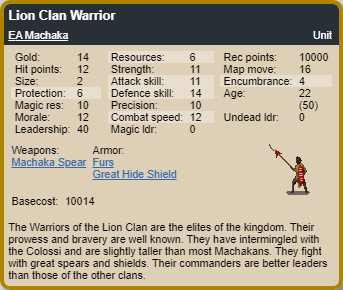 Lion Clan Warrior
EA Machaka Unit
Gold: 14 Resources: 6 Rec points: 10000
Hit points: 12 Strength: 11 Map move: 16
Size: 2 Attack skill: 11 Encumbrance: 4
Protection: 6 Defence skill: 14 Age: 22
Magic res: 10 Precision: 10 (50)
Morale: 12 Combat speed: 12 Undead ldr: 0
Leadership: 40 Magic ldr: 0
Weapons: Armor:
Machaka Spear Furs
Great Hide Shield
Basecost: 10014
The Warriors of the Lion Clan are the elites of the kingdom. Their
prowess and bravery are well known. They have intermingled with
the Colossi and are slightly taller than most Machakans. They fight
with great spears and shields. Their commanders are better leaders
than those of the other clans.